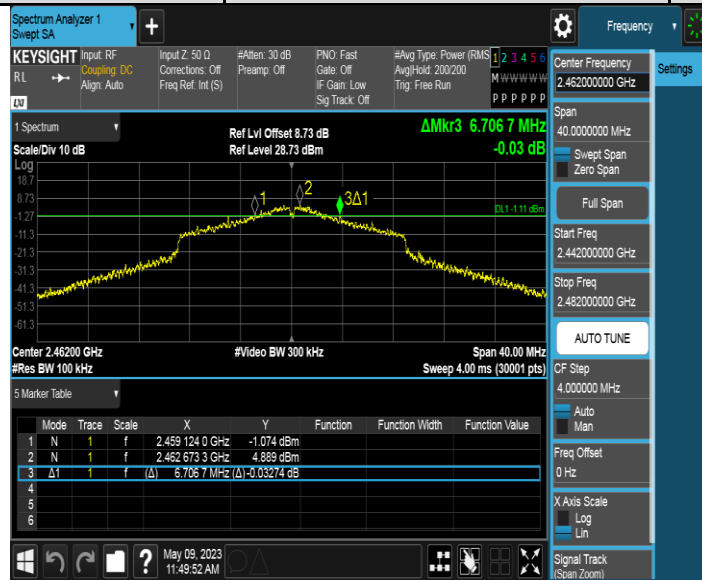 Spectrum Analyzer 1
Swept SA
+
Frequency
KEYSIGHT
RL
LXI
Input: RF
Coupling: DC
Align: Auto
Input Z: 50 Ω
Corrections: Off
Freq Ref: Int (S)
#Atten: 30 dB
Preamp: Off
PNO: Fast
Gate: Off
IF Gain: Low
Sig Track: Off
#Avg Type: Power (RMS
Avg|Hold: 200/200
Trig: Free Run
1 2 3 4 5 6
M W W W W W
P P P P P P
1 Spectrum
Scale/Div 10 dB
Ref Lvl Offset 8.73 dB
Ref Level 28.73 dBm
ΔMkr3 6.706 7 MHz
-0.03 dB
Log
18.7
8.73
-1.27
-11.3
-21.3
-31.3
-41.3
-51.3
-61.3
1
2
3Δ1
DL1 -1.11 dBm
Center 2.46200 GHz
#Video BW 300 kHz
Span 40.00 MHz
#Res BW 100 kHz
Sweep 4.00 ms (30001 pts)
5 Marker Table
Mode Trace Scale X Y Function Function Width Function Value
1 N 1 f 2.459 124 0 GHz -1.074 dBm
2 N 1 f 2.462 673 3 GHz 4.889 dBm
3 Δ1 1 f (Δ) 6.706 7 MHz (Δ) -0.03274 dB
4
5
6
?
May 09, 2023
11:49:52 AM
Center Frequency
2.462000000 GHz
Span
40.0000000 MHz
Swept Span
Zero Span
Full Span
Start Freq
2.442000000 GHz
Stop Freq
2.482000000 GHz
AUTO TUNE
CF Step
4.000000 MHz
Auto
Man
Freq Offset
0 Hz
X Axis Scale
Log
Lin
Signal Track
(Span Zoom)
Settings